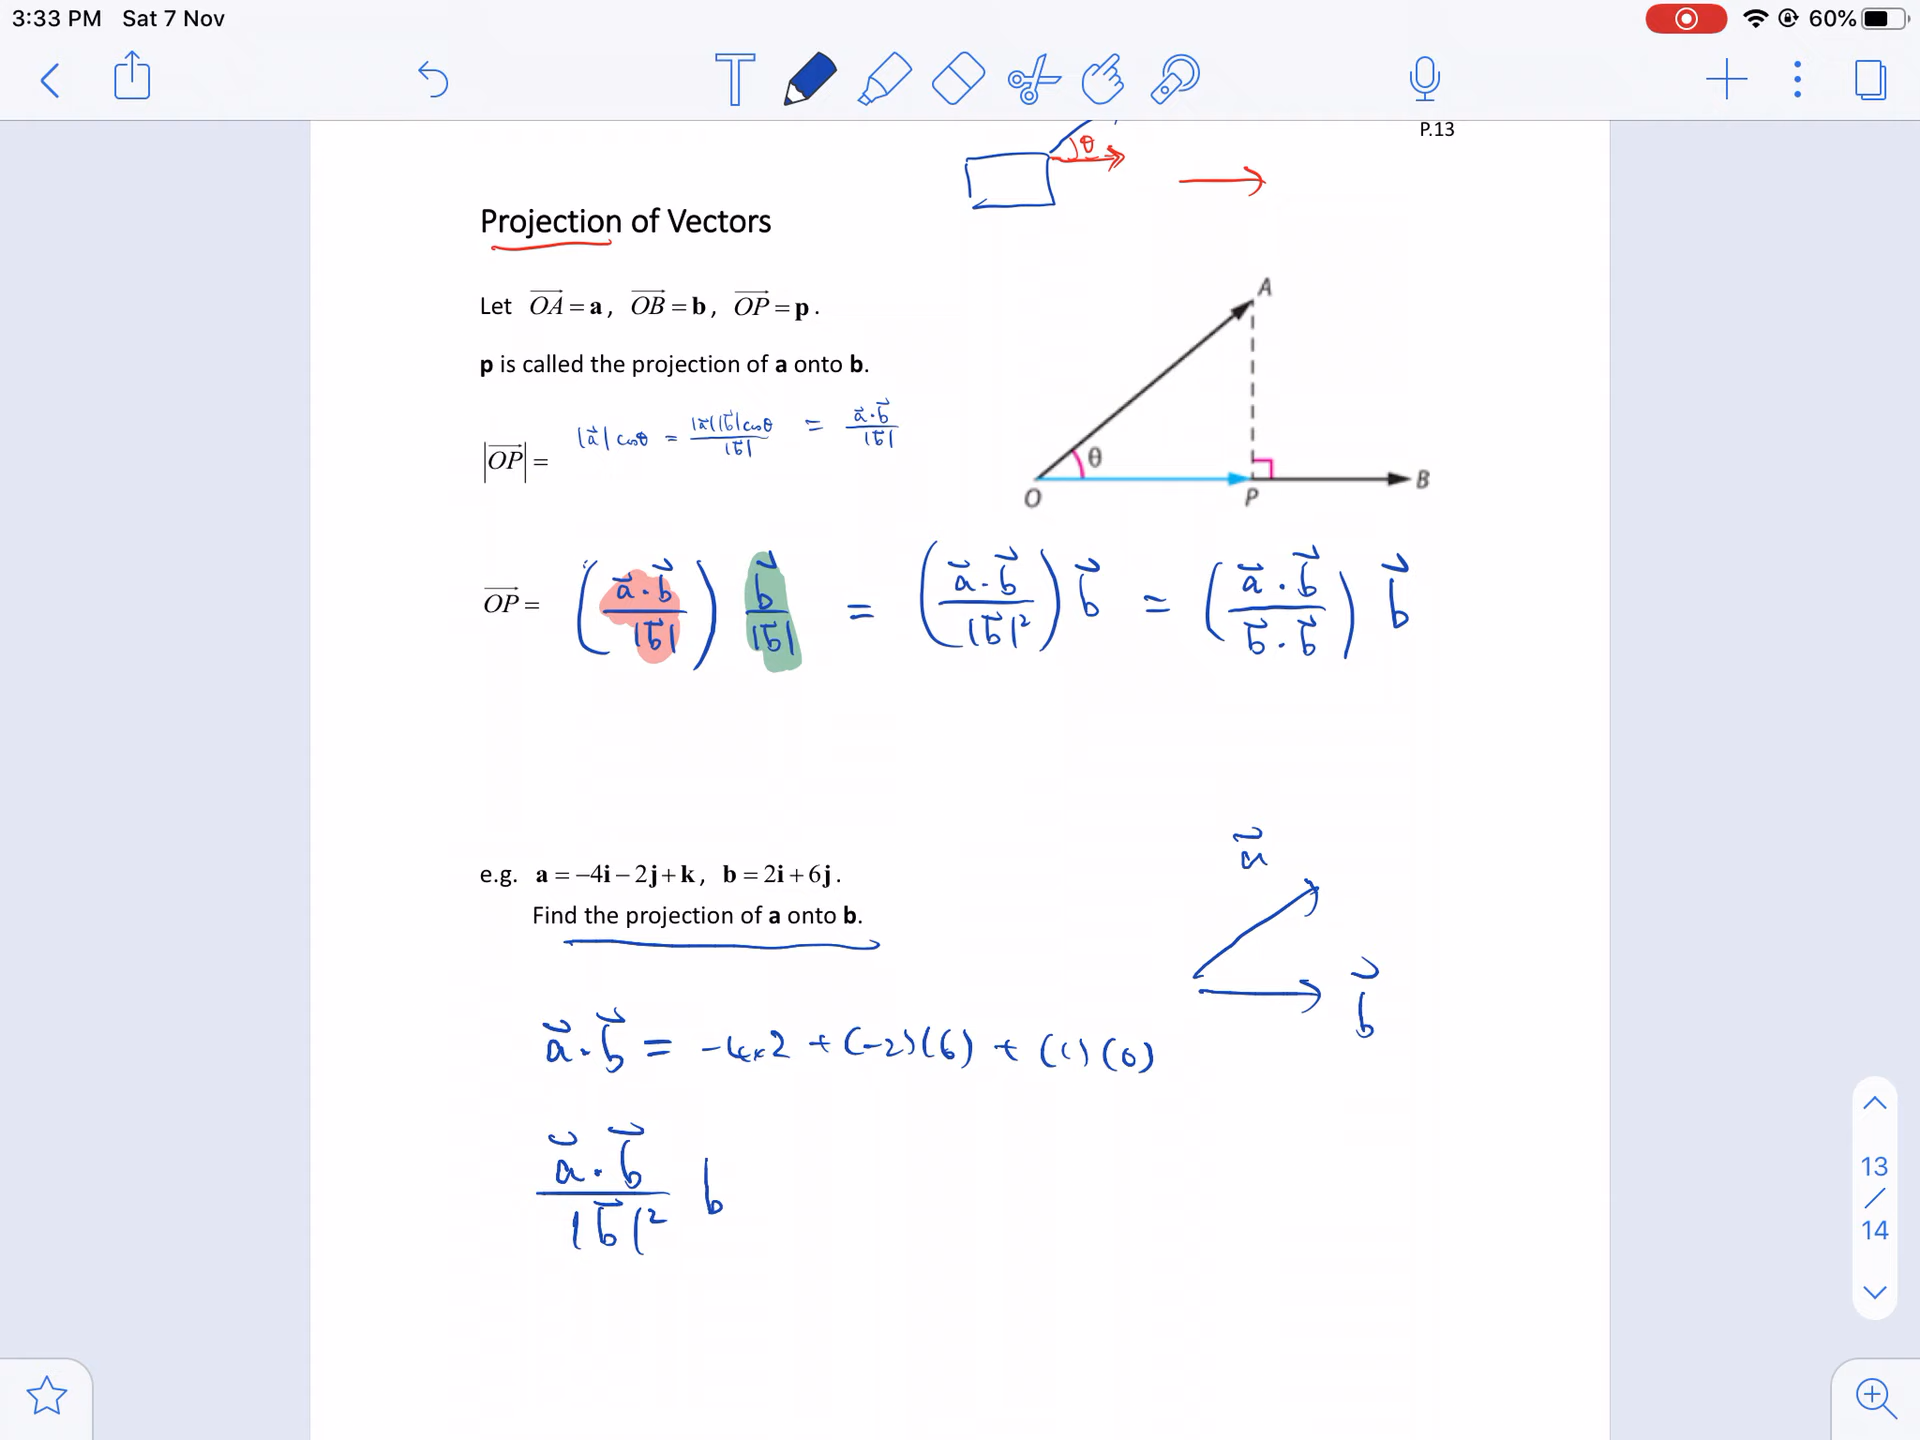 3:33 PM Sat 7 Nov 60%
T
P.13
θ
Projection of Vectors
Let OA = a, OB = b, OP = p.
p is called the projection of a onto b.
|OP| = |a| cosθ = |a||b|cosθ / |b| = a·b / |b|
A
θ
O P B
OP = (a·b / |b|) b / |b| = (a·b / |b|²) b = (a·b / b·b) b
e.g. a = −4i − 2j + k, b = 2i + 6j.
Find the projection of a onto b.
a
b
a·b = -4×2 + (-2)(6) + (1)(0)
a·b / |b|² b
13
/
14